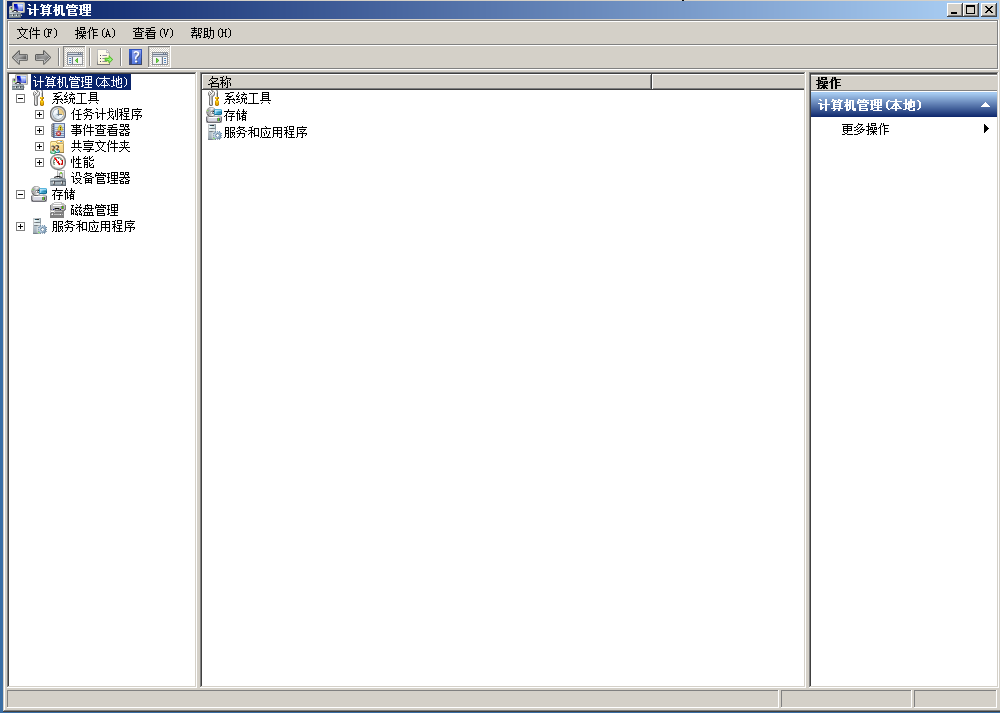 计算机管理
文件(F) 操作(A) 查看(V) 帮助(H)
计算机管理(本地)
系统工具
任务计划程序
事件查看器
共享文件夹
性能
设备管理器
存储
磁盘管理
服务和应用程序
名称
系统工具
存储
服务和应用程序
操作
计算机管理(本地)
更多操作